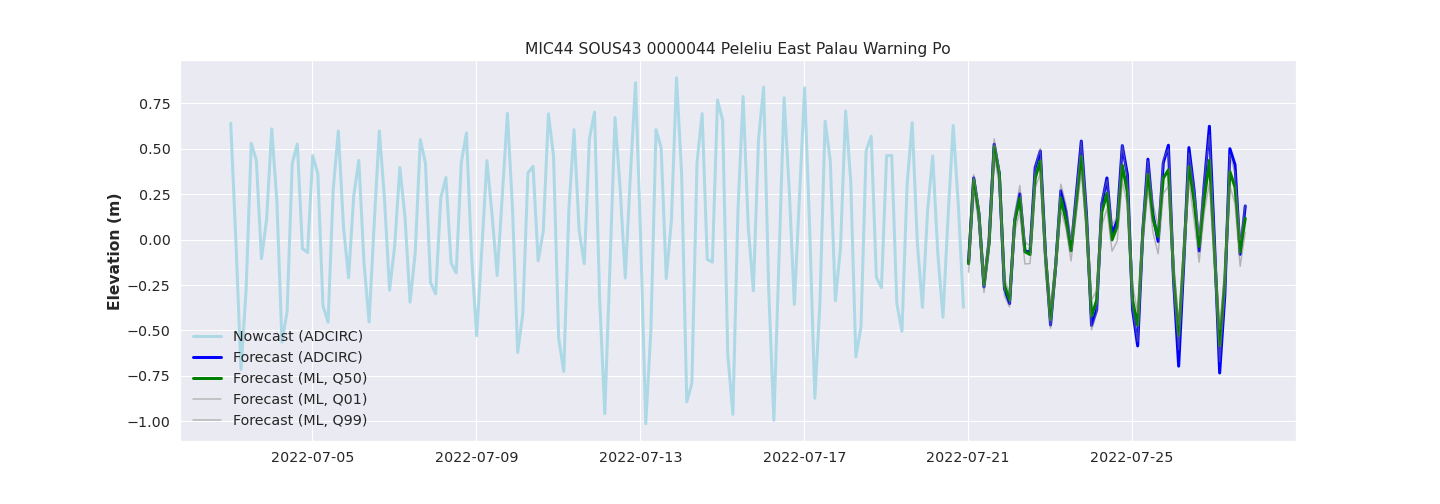 MIC44 SOUS43 0000044 Peleliu East Palau Warning Po
Elevation (m)
0.75
0.50
0.25
0.00
−0.25
−0.50
−0.75
−1.00
Nowcast (ADCIRC)
Forecast (ADCIRC)
Forecast (ML, Q50)
Forecast (ML, Q01)
Forecast (ML, Q99)
2022-07-05 2022-07-09 2022-07-13 2022-07-17 2022-07-21 2022-07-25